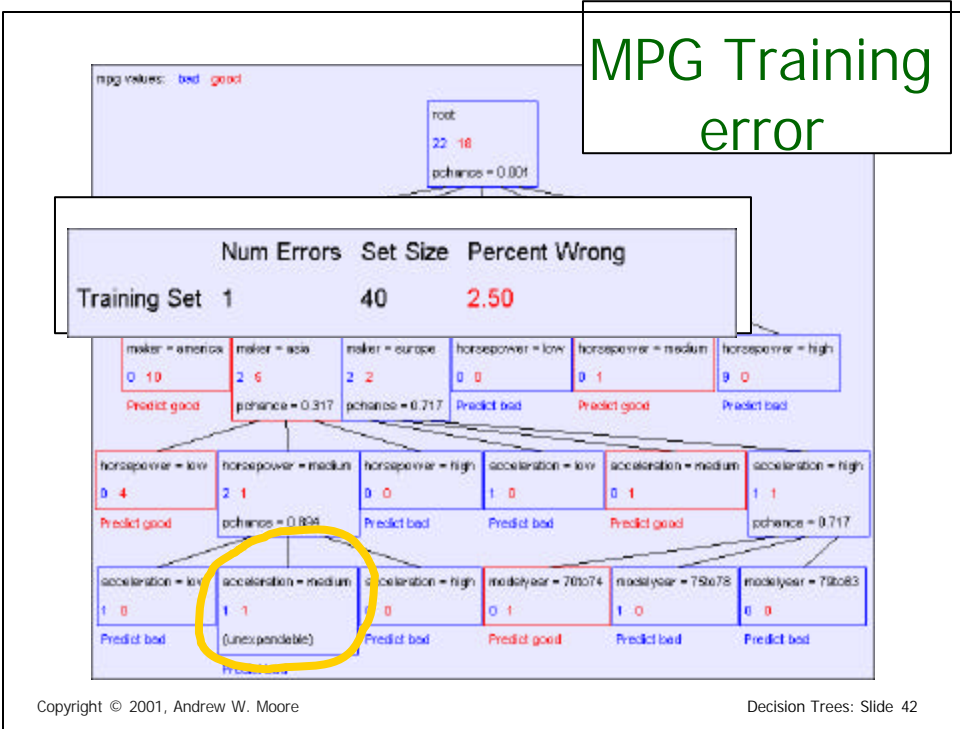 MPG Training
error
mpg values: bad good
root
22 18
pchance = 0.001
Num Errors Set Size Percent Wrong
Training Set 1 40 2.50
maker = america maker = asia maker = europe horsepower = low horsepower = medium horsepower = high
0 10 2 6 2 2 0 0 0 1 9 0
Predict good pchance = 0.317 pchance = 0.717 Predict bad Predict good Predict bad
horsepower = low horsepower = medium horsepower = high acceleration = low acceleration = medium acceleration = high
0 4 2 1 0 0 1 0 0 1 1 1
Predict good pchance = 0.894 Predict bad Predict bad Predict good pchance = 0.717
acceleration = low acceleration = medium acceleration = high modelyear = 70to74 modelyear = 75to78 modelyear = 79to83
1 0 1 1 0 0 0 1 1 0 0 0
Predict bad (unexpandable) Predict bad Predict good Predict bad Predict bad
Predict bad
Copyright © 2001, Andrew W. Moore Decision Trees: Slide 42